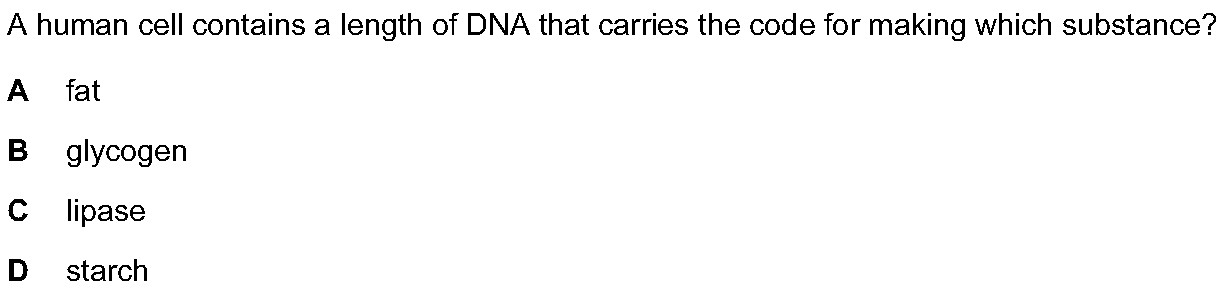 A human cell contains a length of DNA that carries the code for making which substance?
A fat
B glycogen
C lipase
D starch